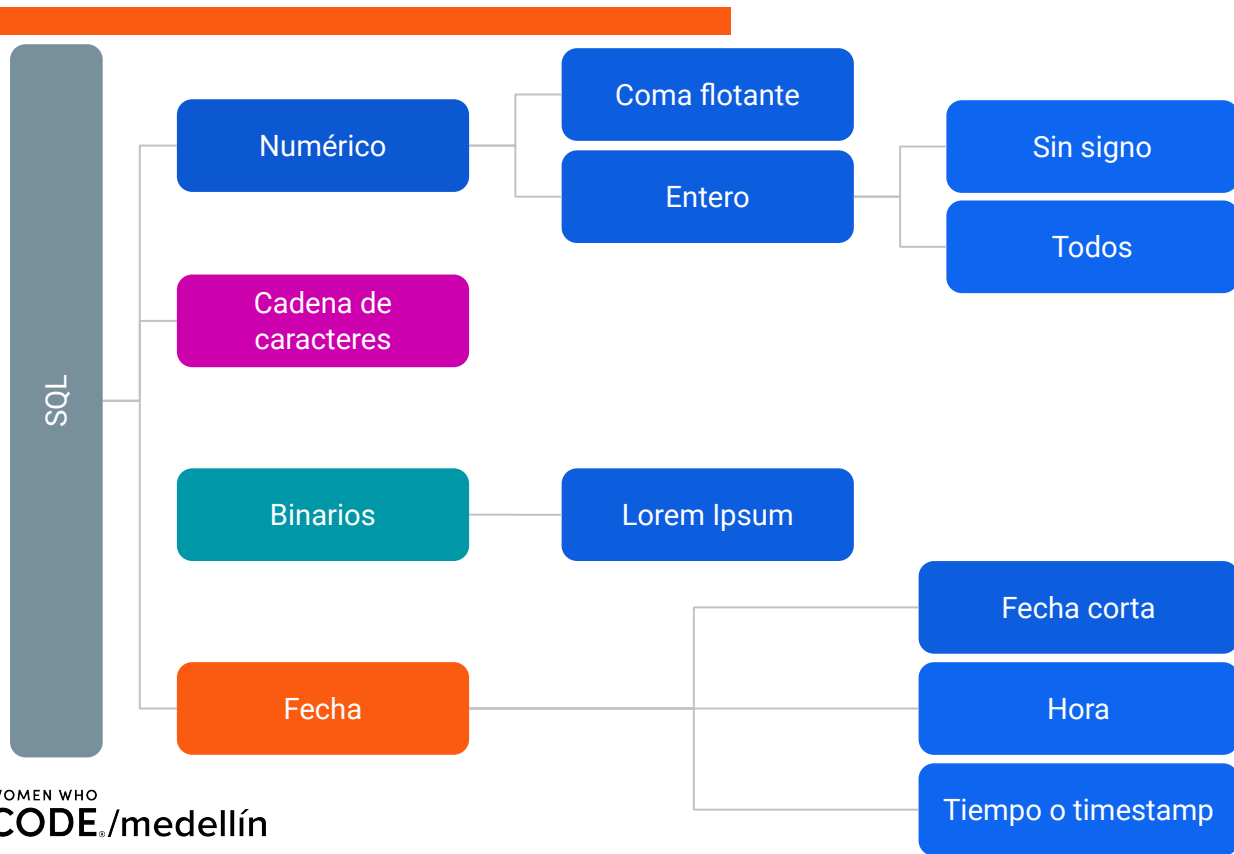 SQL
Numérico
Coma flotante
Entero
Sin signo
Todos
Cadena de
caracteres
Binarios
Lorem Ipsum
Fecha
Fecha corta
Hora
Tiempo o timestamp
WOMEN WHO
CODE®/medellín